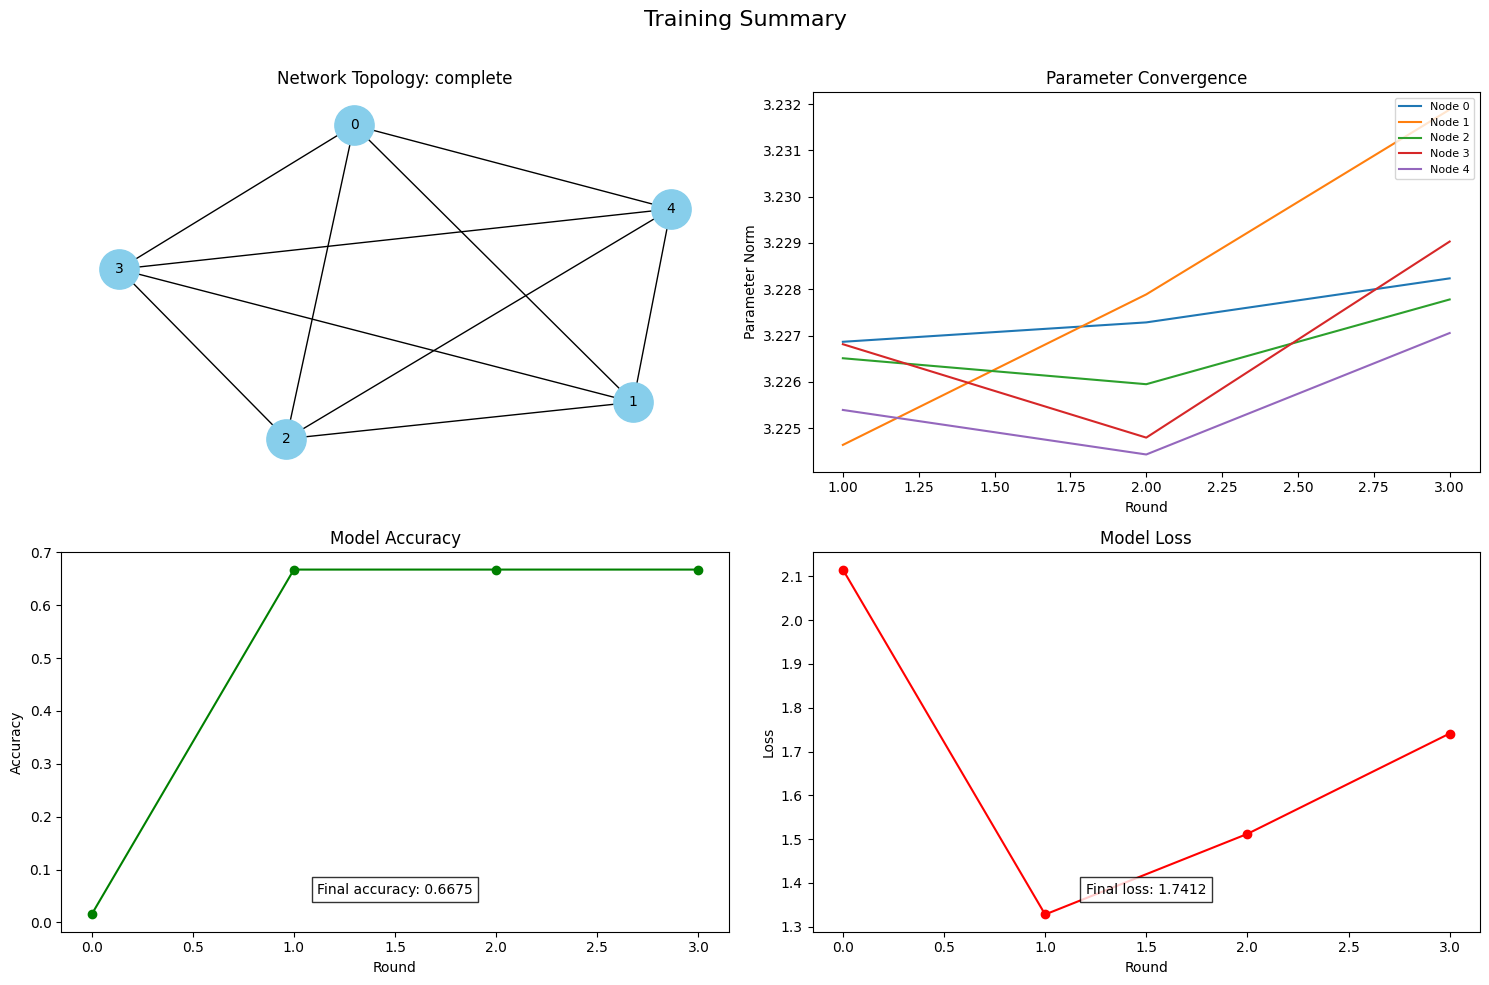 Training Summary
Network Topology: complete
0
4
3
1
2
Parameter Convergence
3.232
3.231
3.230
3.229
3.228
3.227
3.226
3.225
Parameter Norm
Node 0
Node 1
Node 2
Node 3
Node 4
1.00 1.25 1.50 1.75 2.00 2.25 2.50 2.75 3.00
Round
Model Accuracy
0.7
0.6
0.5
0.4
0.3
0.2
0.1
0.0
Accuracy
Final accuracy: 0.6675
0.0 0.5 1.0 1.5 2.0 2.5 3.0
Round
Model Loss
2.1
2.0
1.9
1.8
1.7
1.6
1.5
1.4
1.3
Loss
Final loss: 1.7412
0.0 0.5 1.0 1.5 2.0 2.5 3.0
Round